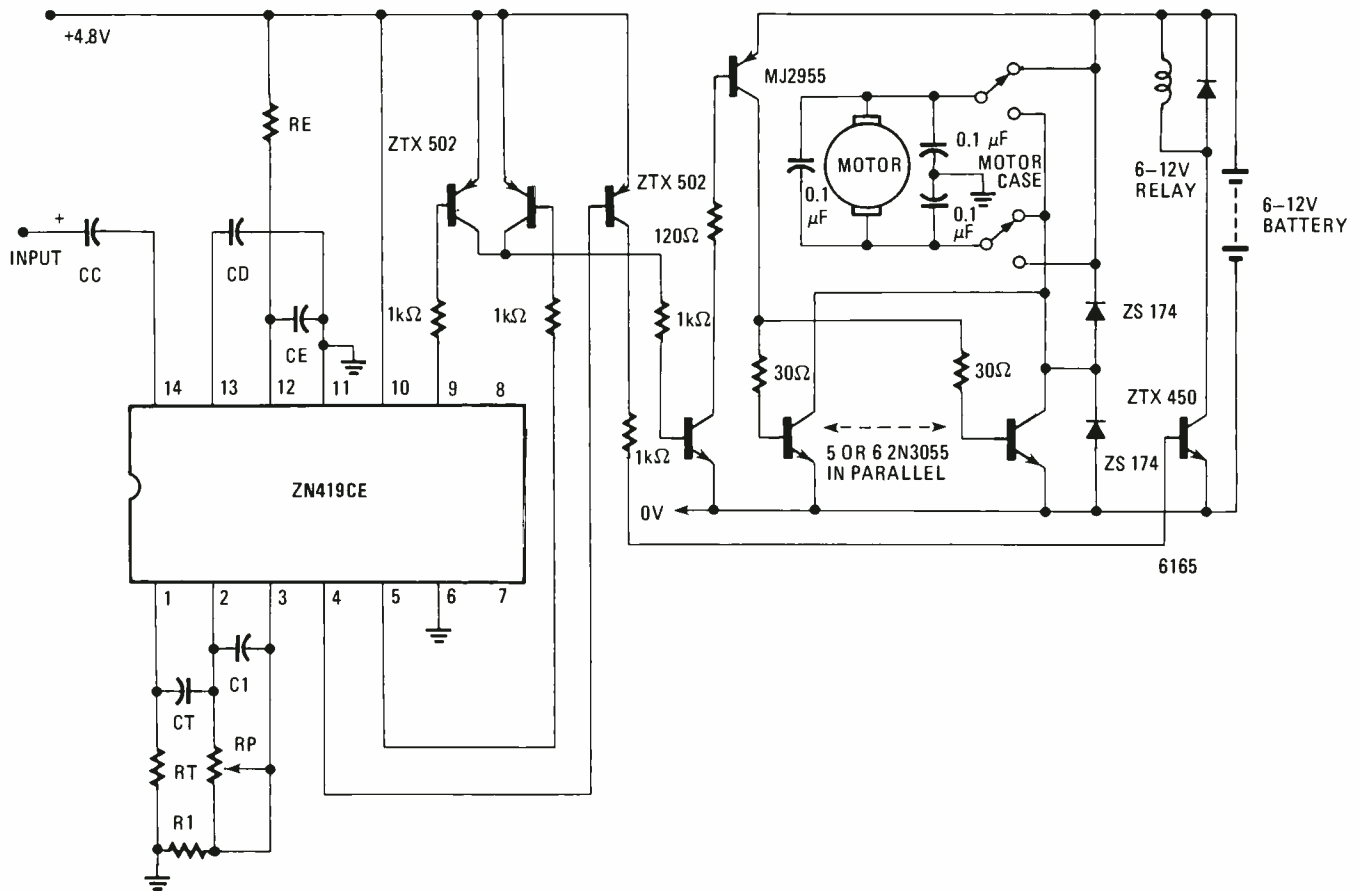 +4.8V
RE
ZTX 502
ZTX 502
MJ2955
MOTOR
0.1
µF
0.1 µF
MOTOR
CASE
0.1
µF
6-12V
RELAY
6-12V
BATTERY
+
INPUT
CC
CD
CE
120Ω
1kΩ
1kΩ
1kΩ
1kΩ
30Ω
30Ω
ZS 174
ZTX 450
ZS 174
14
13
12
11
10
9
8
ZN419CE
5 OR 6 2N3055
IN PARALLEL
0V
6165
1
2
3
4
5
6
7
C1
CT
RP
RT
R1